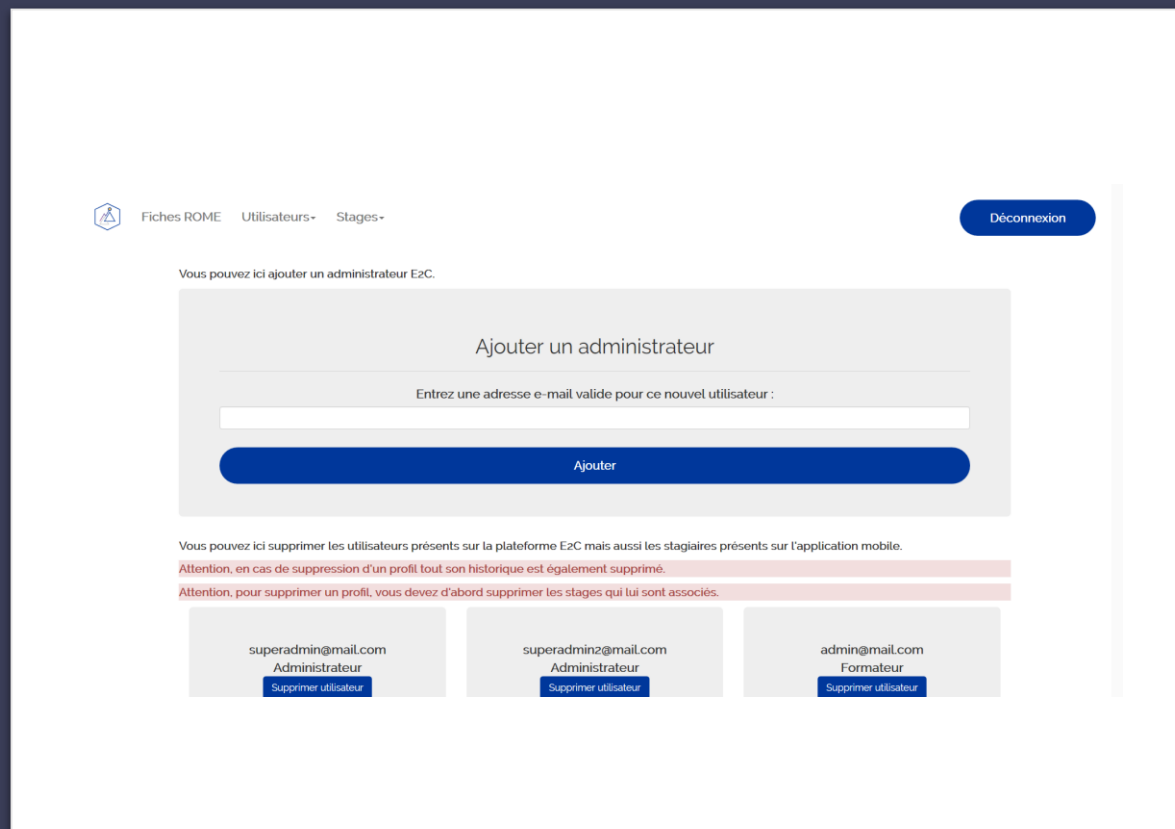 Fiches ROME Utilisateurs Stages Déconnexion
Vous pouvez ici ajouter un administrateur E2C.
Ajouter un administrateur
Entrez une adresse e-mail valide pour ce nouvel utilisateur :
Ajouter
Vous pouvez ici supprimer les utilisateurs présents sur la plateforme E2C mais aussi les stagiaires présents sur l'application mobile.
Attention, en cas de suppression d'un profil tout son historique est également supprimé.
Attention, pour supprimer un profil, vous devez d'abord supprimer les stages qui lui sont associés.
superadmin@mail.com superadmin2@mail.com admin@mail.com
Administrateur Administrateur Formateur
Supprimer utilisateur Supprimer utilisateur Supprimer utilisateur